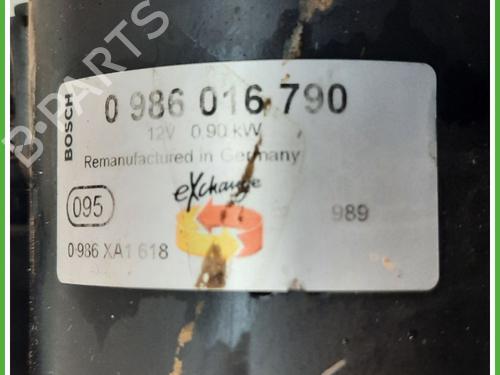 BOSCH
0 986 016 790
12V 0.90 kW
Remanufactured in Germany
eXchange
095
989
0 986 XA1 618
B-PARTS